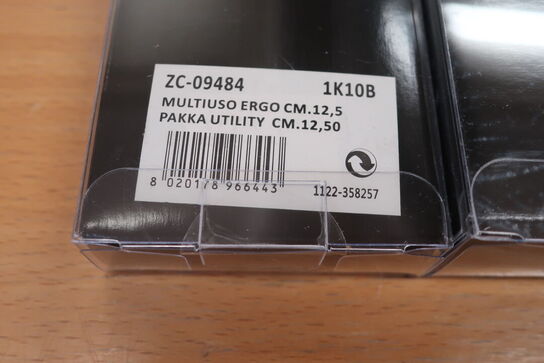 ZC-09484 1K10B
MULTIUSO ERGO CM.12,5
PAKKA UTILITY CM.12,50
8 020178 966443
1122-358257